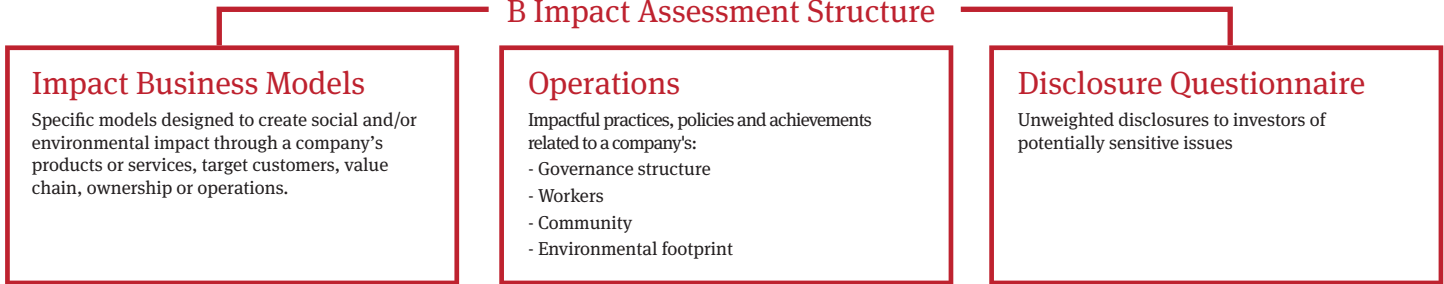 B Impact Assessment Structure
Impact Business Models
Specific models designed to create social and/or
environmental impact through a company’s
products or services, target customers, value
chain, ownership or operations.
Operations
Impactful practices, policies and achievements
related to a company's:
- Governance structure
- Workers
- Community
- Environmental footprint
Disclosure Questionnaire
Unweighted disclosures to investors of
potentially sensitive issues